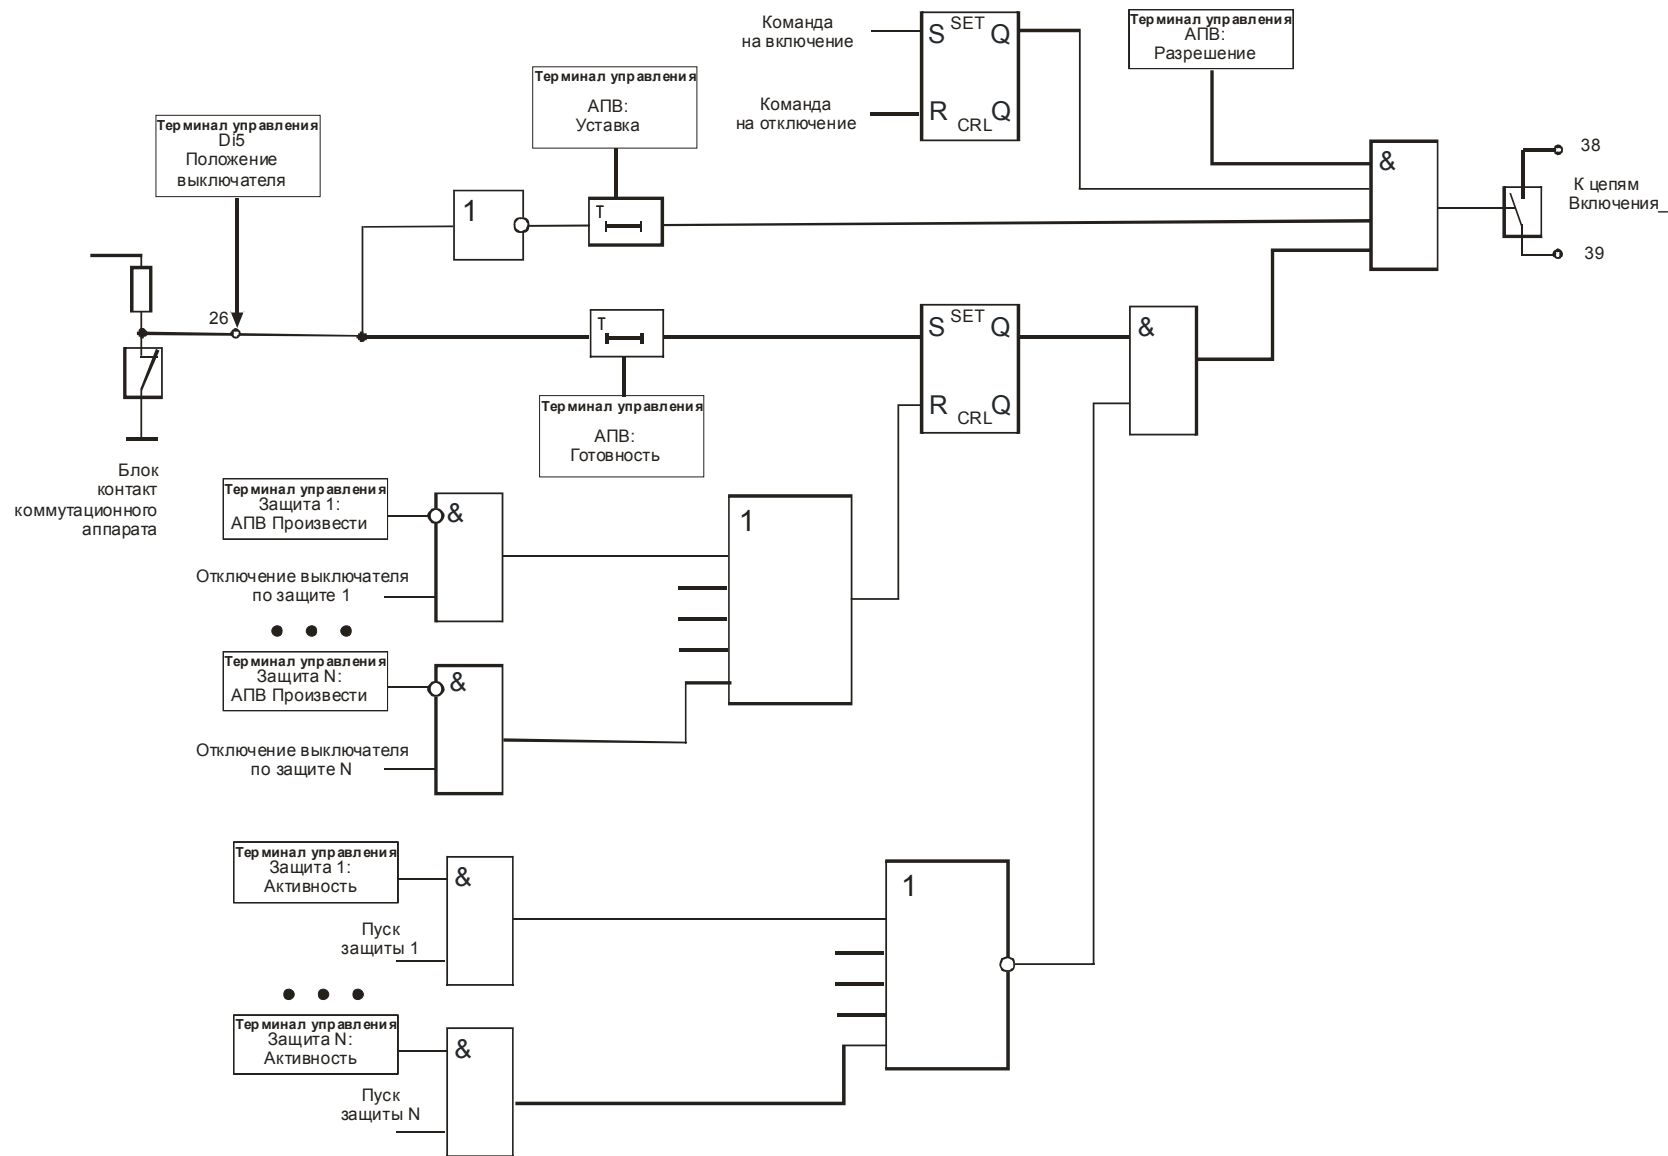 Команда
на включение
S
SET
Q
Команда
на отключение
R
CRL
Q
Терминал управления
АПВ:
Разрешение
Терминал управления
АПВ:
Уставка
Терминал управления
Di5
Положение
выключателя
&
38
К цепям
Включения_
39
1
T
26
T
S
SET
Q
R
CRL
Q
&
Терминал управления
АПВ:
Готовность
Блок
контакт
коммутационного
аппарата
Терминал управления
Защита 1:
АПВ Произвести
&
Отключение выключателя
по защите 1
1
Терминал управления
Защита N:
АПВ Произвести
&
Отключение выключателя
по защите N
Терминал управления
Защита 1:
Активность
&
Пуск
защиты 1
1
Терминал управления
Защита N:
Активность
&
Пуск
защиты N